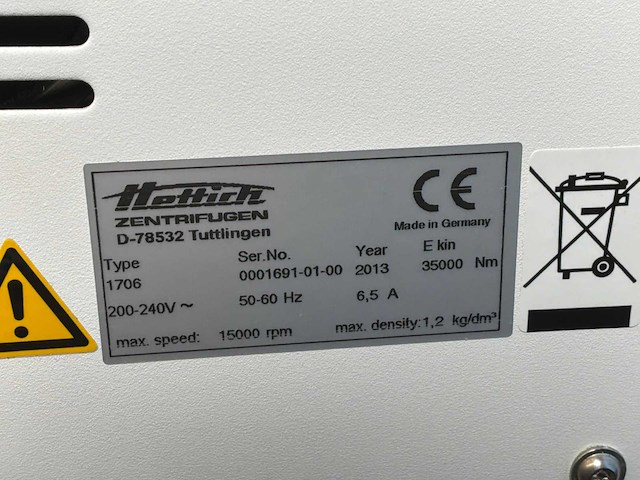 Hettich
ZENTRIFUGEN
D-78532 Tuttlingen
CE
Made in Germany
Type Ser.No. Year E kin
1706 0001691-01-00 2013 35000 Nm
200-240V ~ 50-60 Hz 6,5 A
max. speed: 15000 rpm max. density: 1,2 kg/dm³